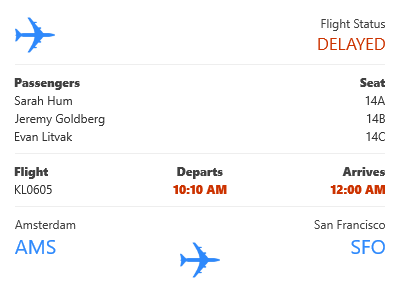 Flight Status
DELAYED
Passengers Seat
Sarah Hum 14A
Jeremy Goldberg 14B
Evan Litvak 14C
Flight Departs Arrives
KL0605 10:10 AM 12:00 AM
Amsterdam San Francisco
AMS SFO